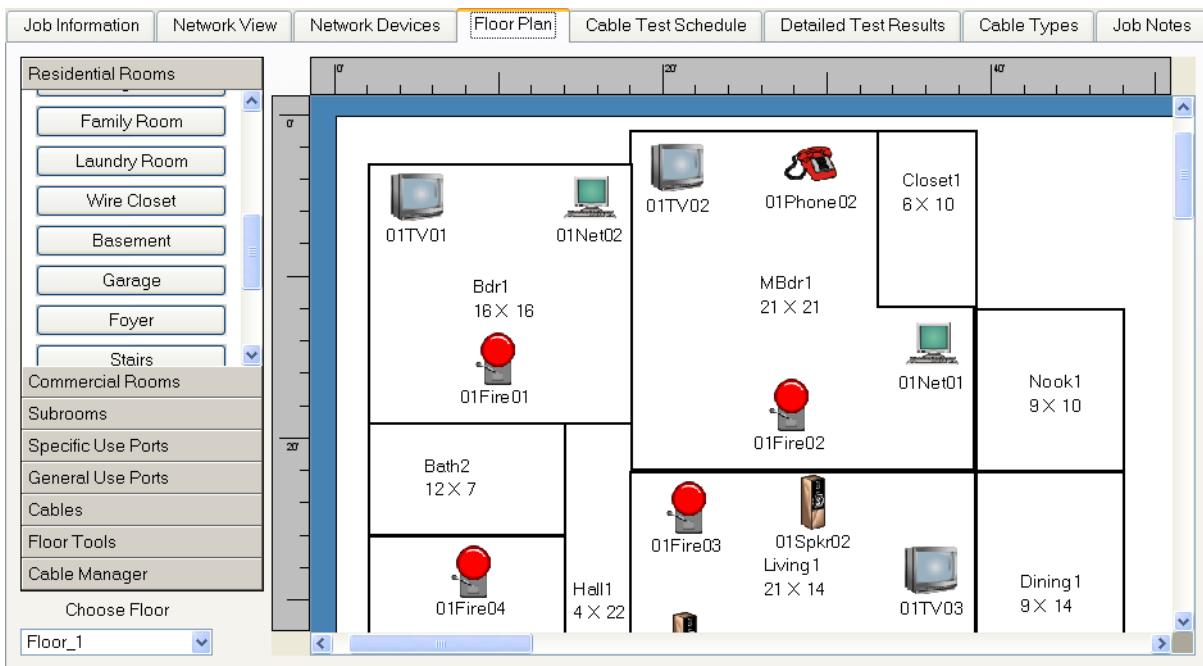 Job Information
Network View
Network Devices
Floor Plan
Cable Test Schedule
Detailed Test Results
Cable Types
Job Notes
Residential Rooms
Family Room
Laundry Room
Wire Closet
Basement
Garage
Foyer
Stairs
Commercial Rooms
Subrooms
Specific Use Ports
General Use Ports
Cables
Floor Tools
Cable Manager
Choose Floor
Floor_1
0'
20'
40'
0'
20'
01TV01
01Net02
Bdr1
16 X 16
01Fire01
01TV02
01Phone02
Closet1
6 X 10
MBdr1
21 X 21
01Net01
01Fire02
Nook1
9 X 10
Bath2
12 X 7
01Fire04
Hall1
4 X 22
01Fire03
01Spkr02
Living1
21 X 14
01TV03
Dining1
9 X 14